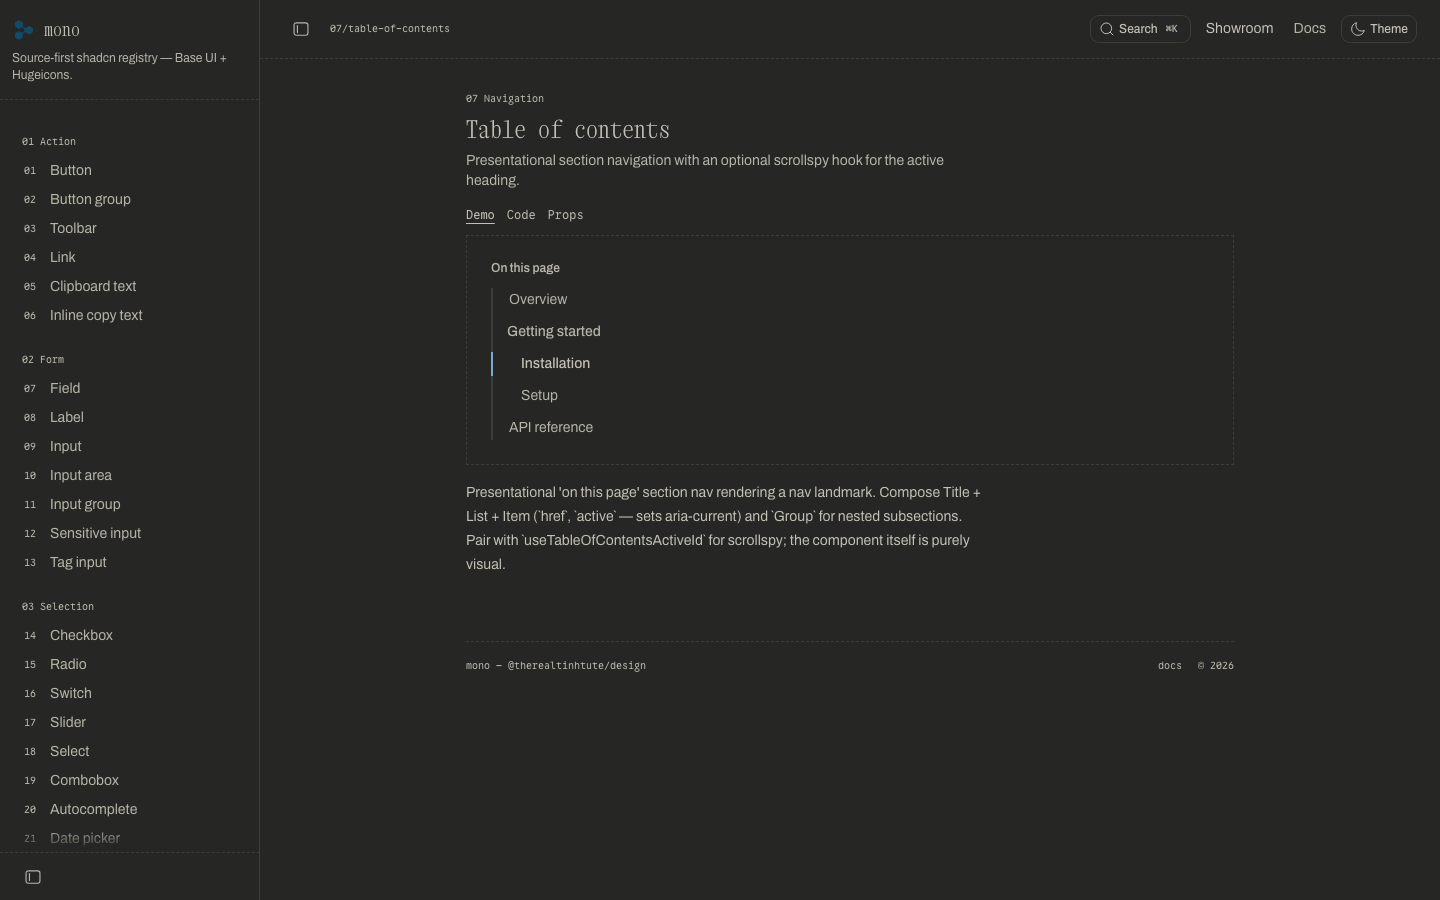 mono
Source-first shadcn registry — Base UI +
Hugeicons.
01 Action
01 Button
02 Button group
03 Toolbar
04 Link
05 Clipboard text
06 Inline copy text
02 Form
07 Field
08 Label
09 Input
10 Input area
11 Input group
12 Sensitive input
13 Tag input
03 Selection
14 Checkbox
15 Radio
16 Switch
17 Slider
18 Select
19 Combobox
20 Autocomplete
21 Date picker
07/table-of-contents
Search ⌘K
Showroom
Docs
Theme
07 Navigation
Table of contents
Presentational section navigation with an optional scrollspy hook for the active
heading.
Demo Code Props
On this page
Overview
Getting started
Installation
Setup
API reference
Presentational 'on this page' section nav rendering a nav landmark. Compose Title +
List + Item (`href`, `active` — sets aria-current) and `Group` for nested subsections.
Pair with `useTableOfContentsActiveId` for scrollspy; the component itself is purely
visual.
mono — @therealtinhtute/design
docs © 2026